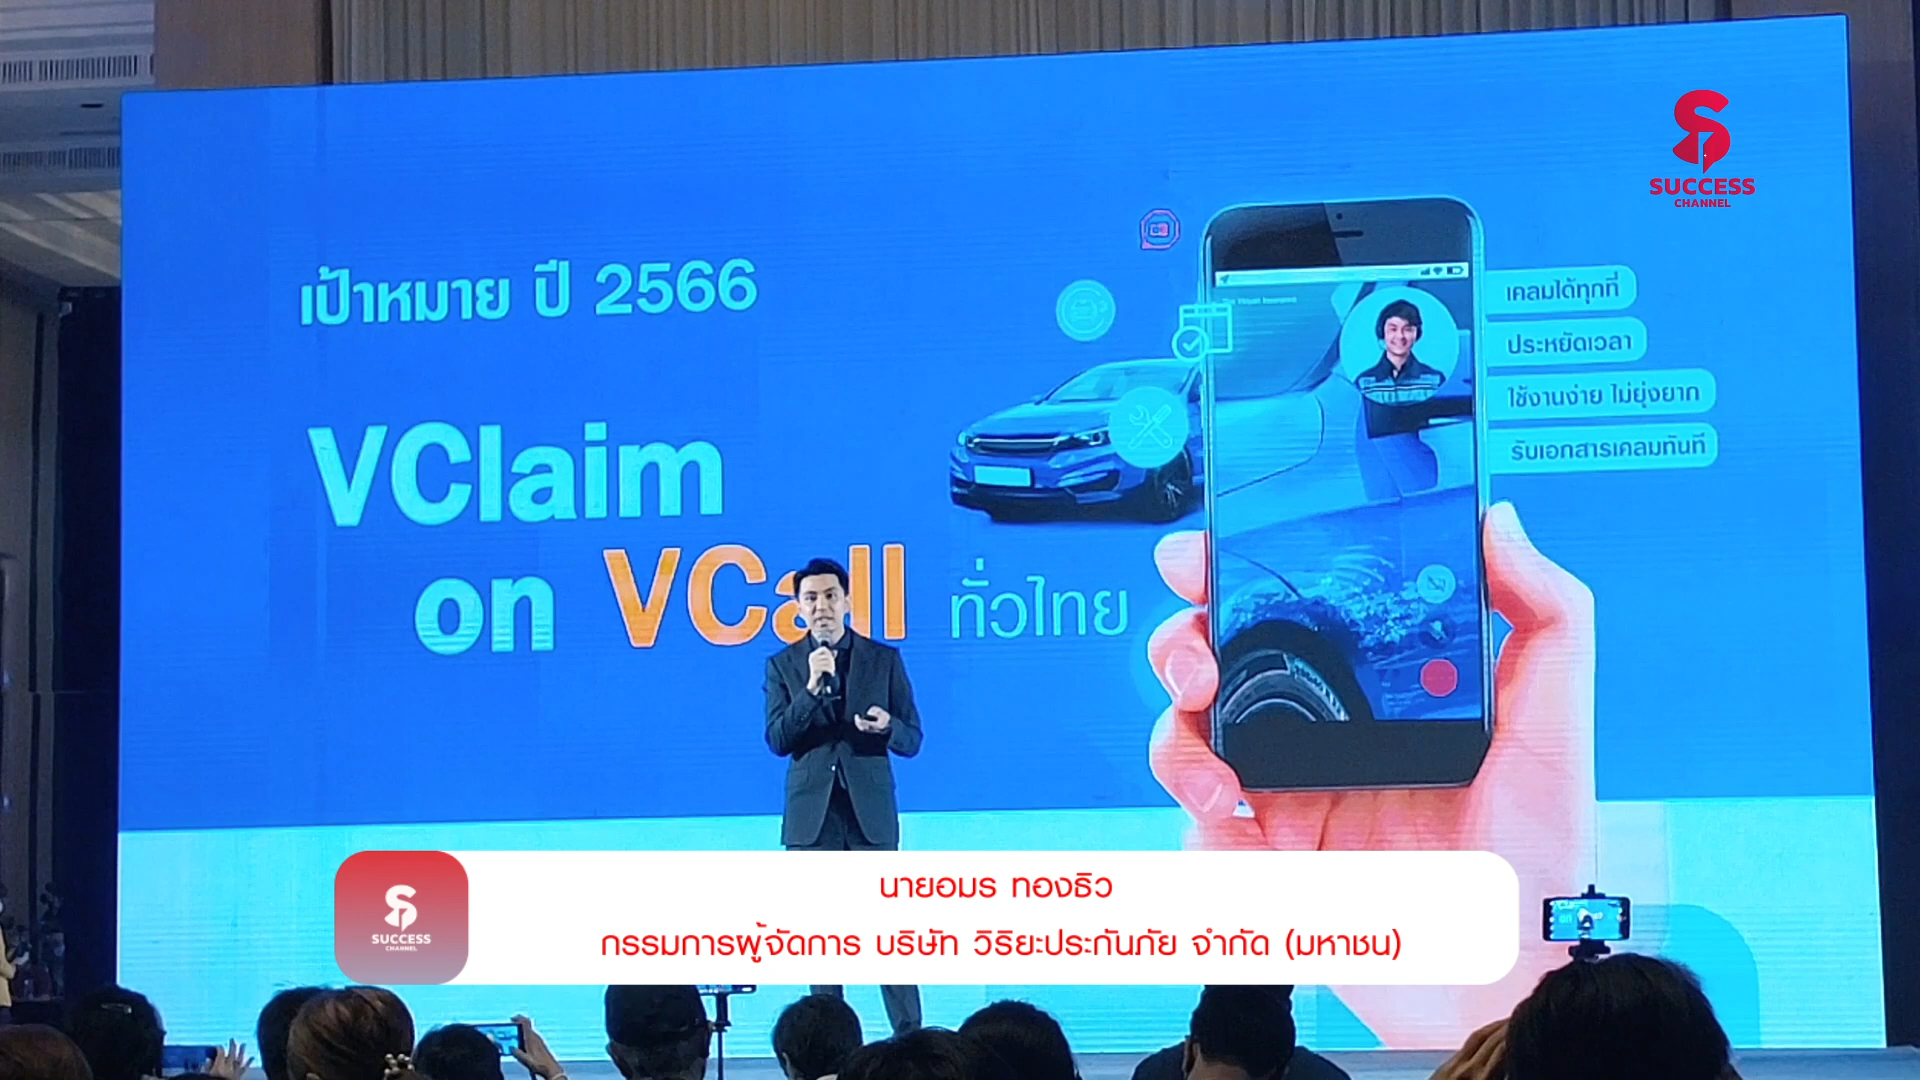 SUCCESS
CHANNEL
เป้าหมาย ปี 2566
VClaim
on VCall ทั่วไทย
เคลมได้ทุกที่
ประหยัดเวลา
ใช้งานง่าย ไม่ยุ่งยาก
รับเอกสารเคลมทันที
SUCCESS
CHANNEL
นายอมร ทองธิว
กรรมการผู้จัดการ บริษัท วิริยะประกันภัย จำกัด (มหาชน)